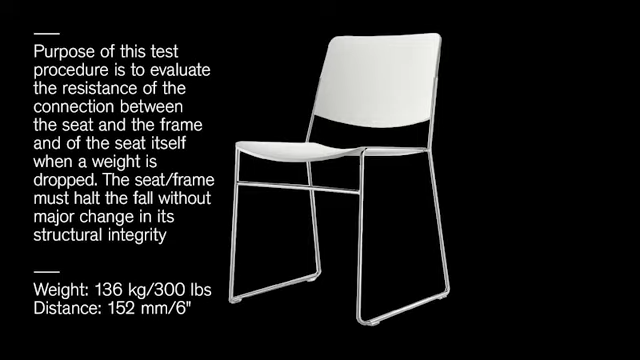 Purpose of this test
procedure is to evaluate
the resistance of the
connection between
the seat and the frame
and of the seat itself
when a weight is
dropped. The seat/frame
must halt the fall without
major change in its
structural integrity
Weight: 136 kg/300 lbs
Distance: 152 mm/6"